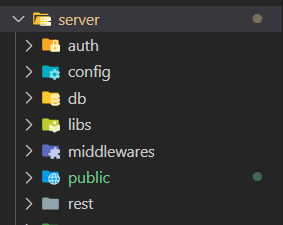 server
auth
config
db
libs
middlewares
public
rest